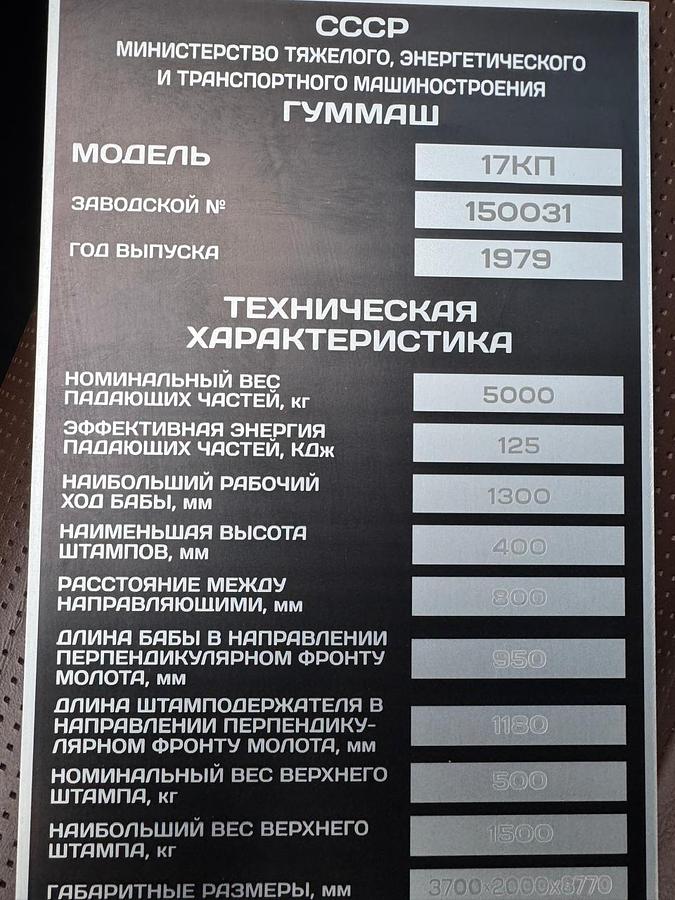 СССР
МИНИСТЕРСТВО ТЯЖЕЛОГО, ЭНЕРГЕТИЧЕСКОГО
И ТРАНСПОРТНОГО МАШИНОСТРОЕНИЯ
ГУММАШ
МОДЕЛЬ 17КП
ЗАВОДСКОЙ № 150031
ГОД ВЫПУСКА 1979
ТЕХНИЧЕСКАЯ
ХАРАКТЕРИСТИКА
НОМИНАЛЬНЫЙ ВЕС
ПАДАЮЩИХ ЧАСТЕЙ, кг 5000
ЭФФЕКТИВНАЯ ЭНЕРГИЯ
ПАДАЮЩИХ ЧАСТЕЙ, КДж 125
НАИБОЛЬШИЙ РАБОЧИЙ
ХОД БАБЫ, мм 1300
НАИМЕНЬШАЯ ВЫСОТА
ШТАМПОВ, мм 400
РАССТОЯНИЕ МЕЖДУ
НАПРАВЛЯЮЩИМИ, мм 800
ДЛИНА БАБЫ В НАПРАВЛЕНИИ
ПЕРПЕНДИКУЛЯРНОМ ФРОНТУ
МОЛОТА, мм 950
ДЛИНА ШТАМПОДЕРЖАТЕЛЯ В
НАПРАВЛЕНИИ ПЕРПЕНДИКУ-
ЛЯРНОМ ФРОНТУ МОЛОТА, мм 1180
НОМИНАЛЬНЫЙ ВЕС ВЕРХНЕГО
ШТАМПА, кг 500
НАИБОЛЬШИЙ ВЕС ВЕРХНЕГО
ШТАМПА, кг 1500
ГАБАРИТНЫЕ РАЗМЕРЫ, мм 3700x2000x6770